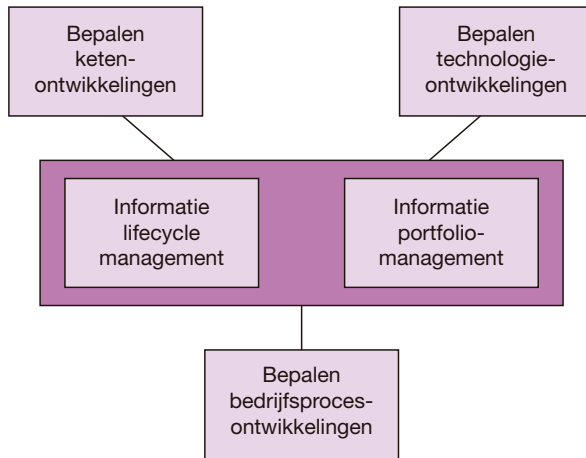 Bepalen
keten-
ontwikkelingen
Bepalen
technologie-
ontwikkelingen
Informatie
lifecycle
management
Informatie
portfolio-
management
Bepalen
bedrijfsproces-
ontwikkelingen